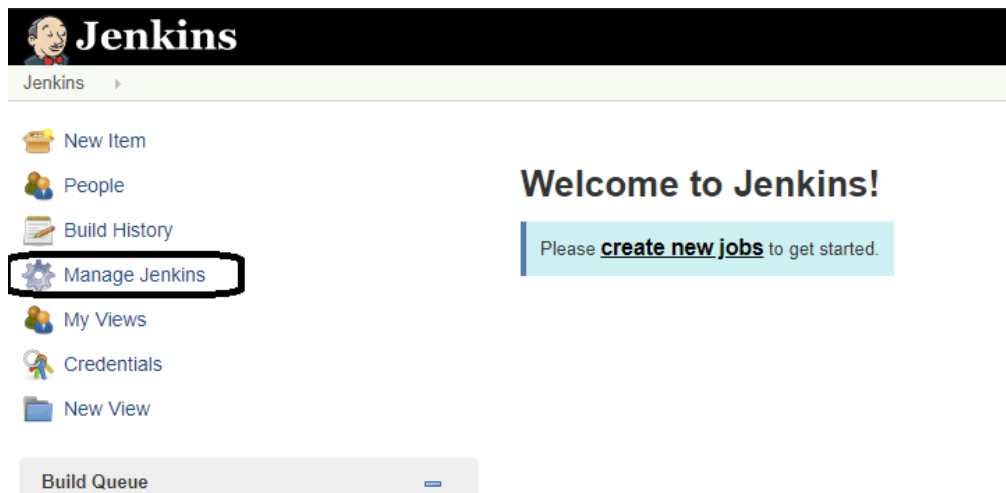 Jenkins
Jenkins
New Item
People
Build History
Manage Jenkins
My Views
Credentials
New View
Build Queue
Welcome to Jenkins!
Please create new jobs to get started.